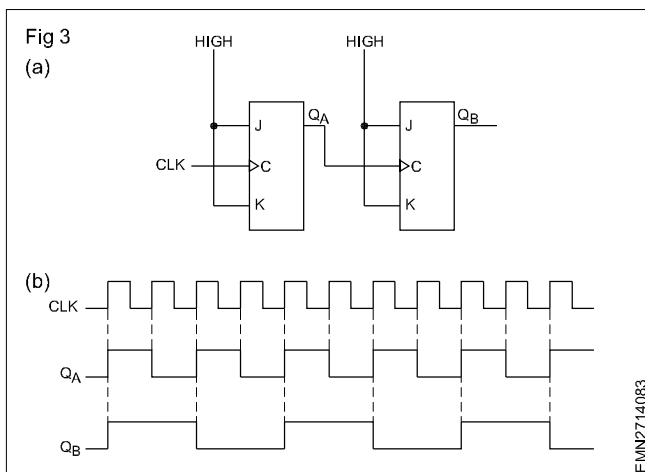 Fig 3
(a)
HIGH HIGH
J QA J QB
CLK C C
K K
(b)
CLK
QA
QB
EMN2714083